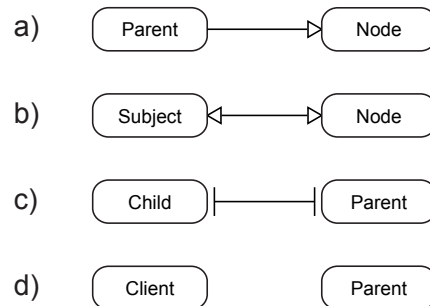 a) Parent Node
b) Subject Node
c) Child Parent
d) Client Parent